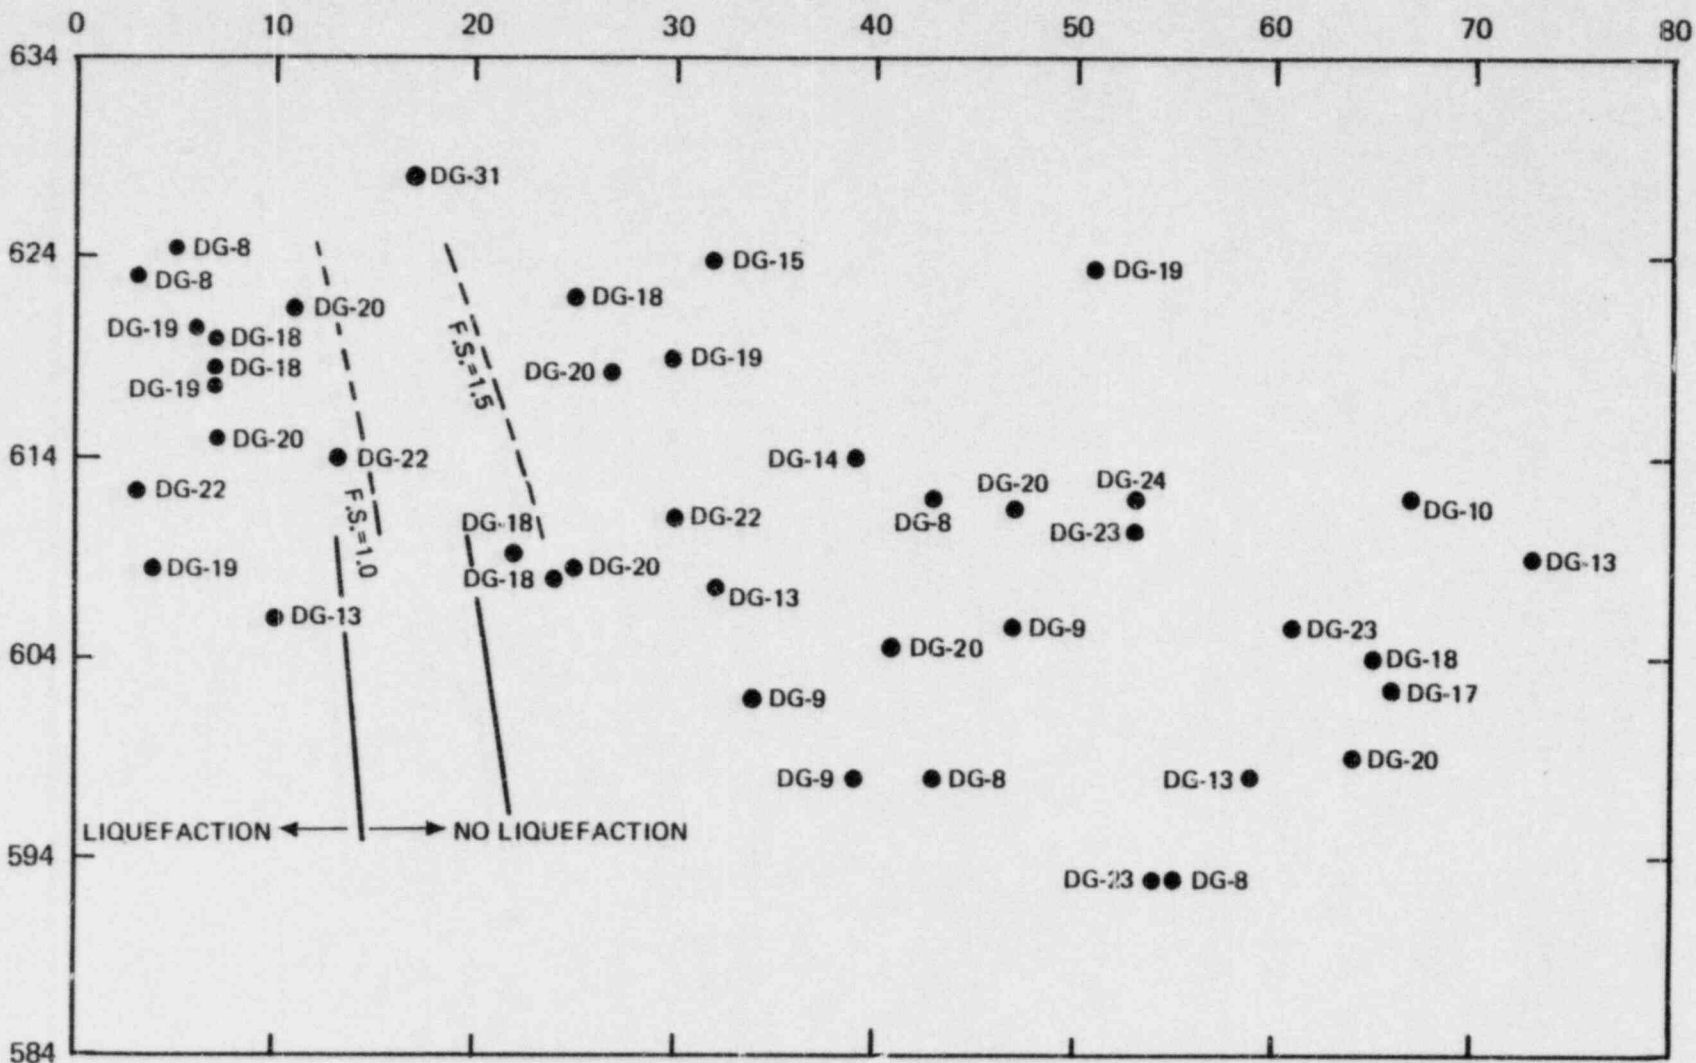 0 10 20 30 40 50 60 70 80
634
DG-31
DG-8
624
DG-15
DG-19
DG-8
DG-18
DG-20
DG-19
DG-18
F.S.=1.5
DG-19
DG-18
DG-20
DG-19
DG-20
614
DG-22
DG-14
DG-22
DG-20
DG-24
DG-10
DG-8
DG-22
DG-18
DG-23
F.S.=1.0
DG-19
DG-18
DG-20
DG-13
DG-13
DG-13
DG-9
DG-23
604
DG-20
DG-18
DG-9
DG-17
DG-20
DG-9
DG-8
DG-13
LIQUEFACTION NO LIQUEFACTION
594
DG-23
DG-8
584